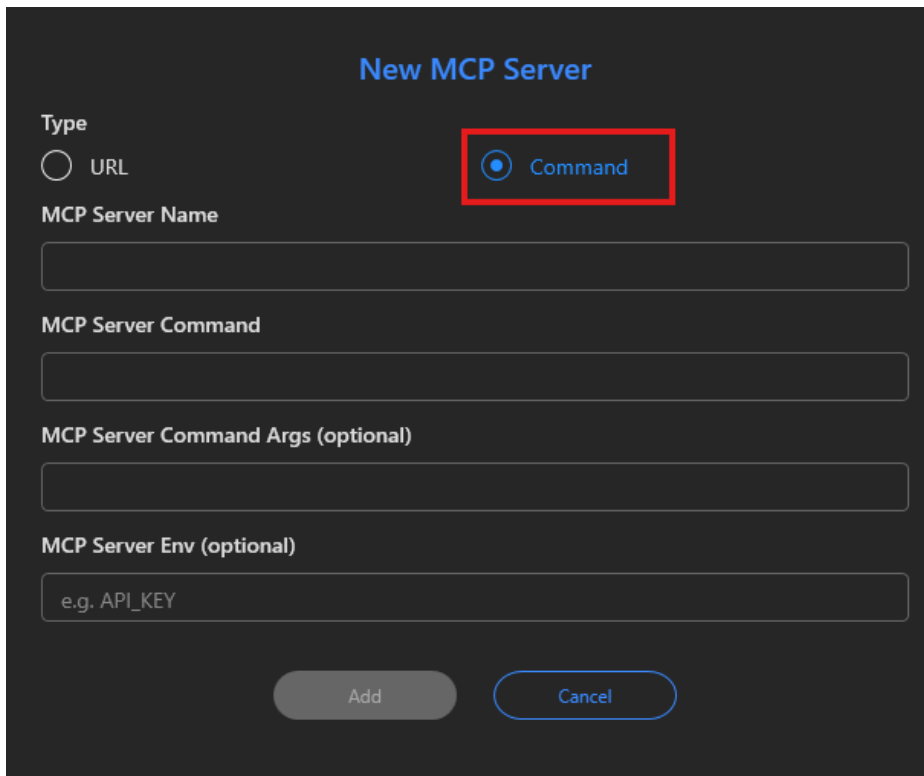 New MCP Server
Type
URL
Command
MCP Server Name
MCP Server Command
MCP Server Command Args (optional)
MCP Server Env (optional)
e.g. API_KEY
Add
Cancel